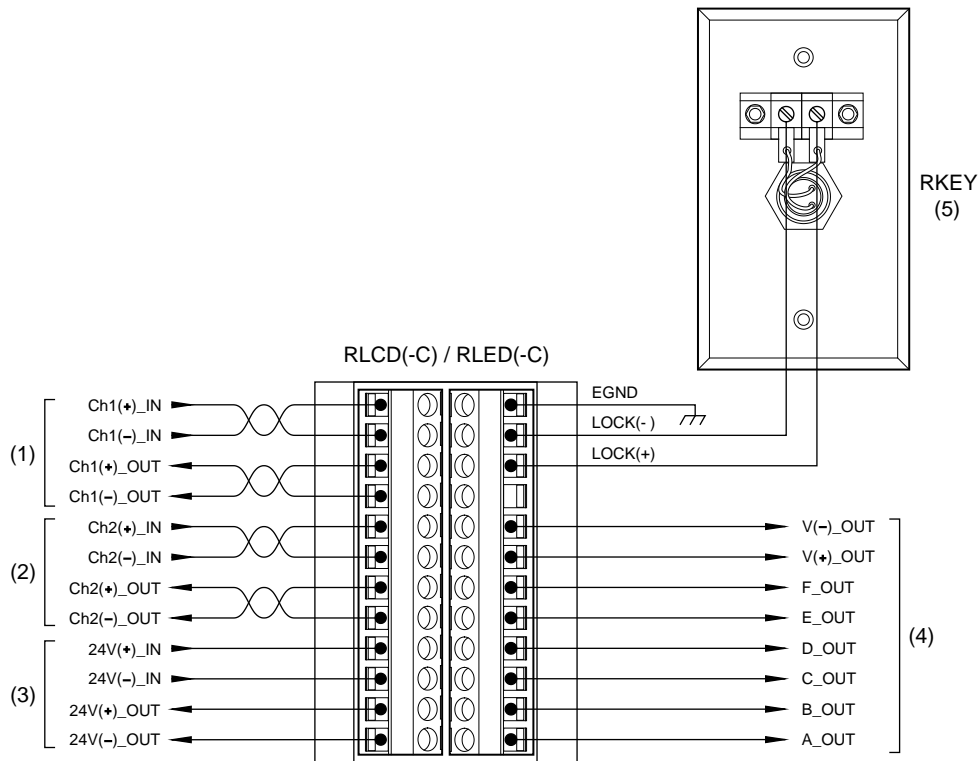 RKEY
(5)
RLCD(-C) / RLED(-C)
(1)
Ch1(+)_IN
Ch1(−)_IN
Ch1(+)_OUT
Ch1(−)_OUT
(2)
Ch2(+)_IN
Ch2(−)_IN
Ch2(+)_OUT
Ch2(−)_OUT
(3)
24V(+)_IN
24V(−)_IN
24V(+)_OUT
24V(−)_OUT
EGND
LOCK(- )
LOCK(+)
V(−)_OUT
V(+)_OUT
F_OUT
E_OUT
D_OUT
C_OUT
B_OUT
A_OUT
(4)